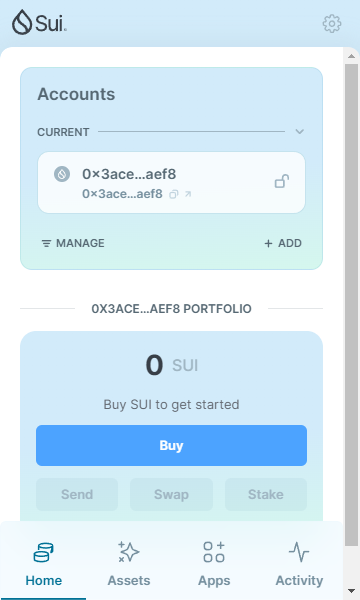 Sui
Accounts
CURRENT
0×3ace…aef8
0×3ace…aef8
MANAGE
+ ADD
0X3ACE…AEF8 PORTFOLIO
0 SUI
Buy SUI to get started
Buy
Send Swap Stake
Home Assets Apps Activity